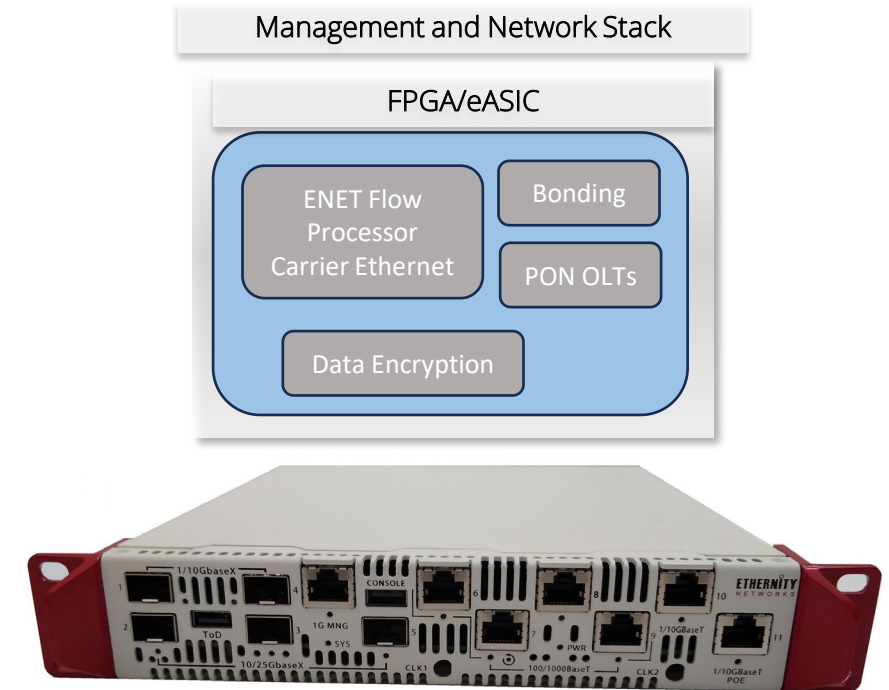 Management and Network Stack
FPGA/eASIC
ENET Flow
Processor
Carrier Ethernet
Bonding
PON OLTs
Data Encryption
1/10GbaseX
1
4
CONSOLE
6
8
10
ETHERNITY
NETWORKS
1G MNG
2
ToD
3
SYS
5
7
PWR
9
1/10GBaseT
11
10/25GbaseX
CLK1
100/1000BaseT
CLK2
1/10GBaseT
POE